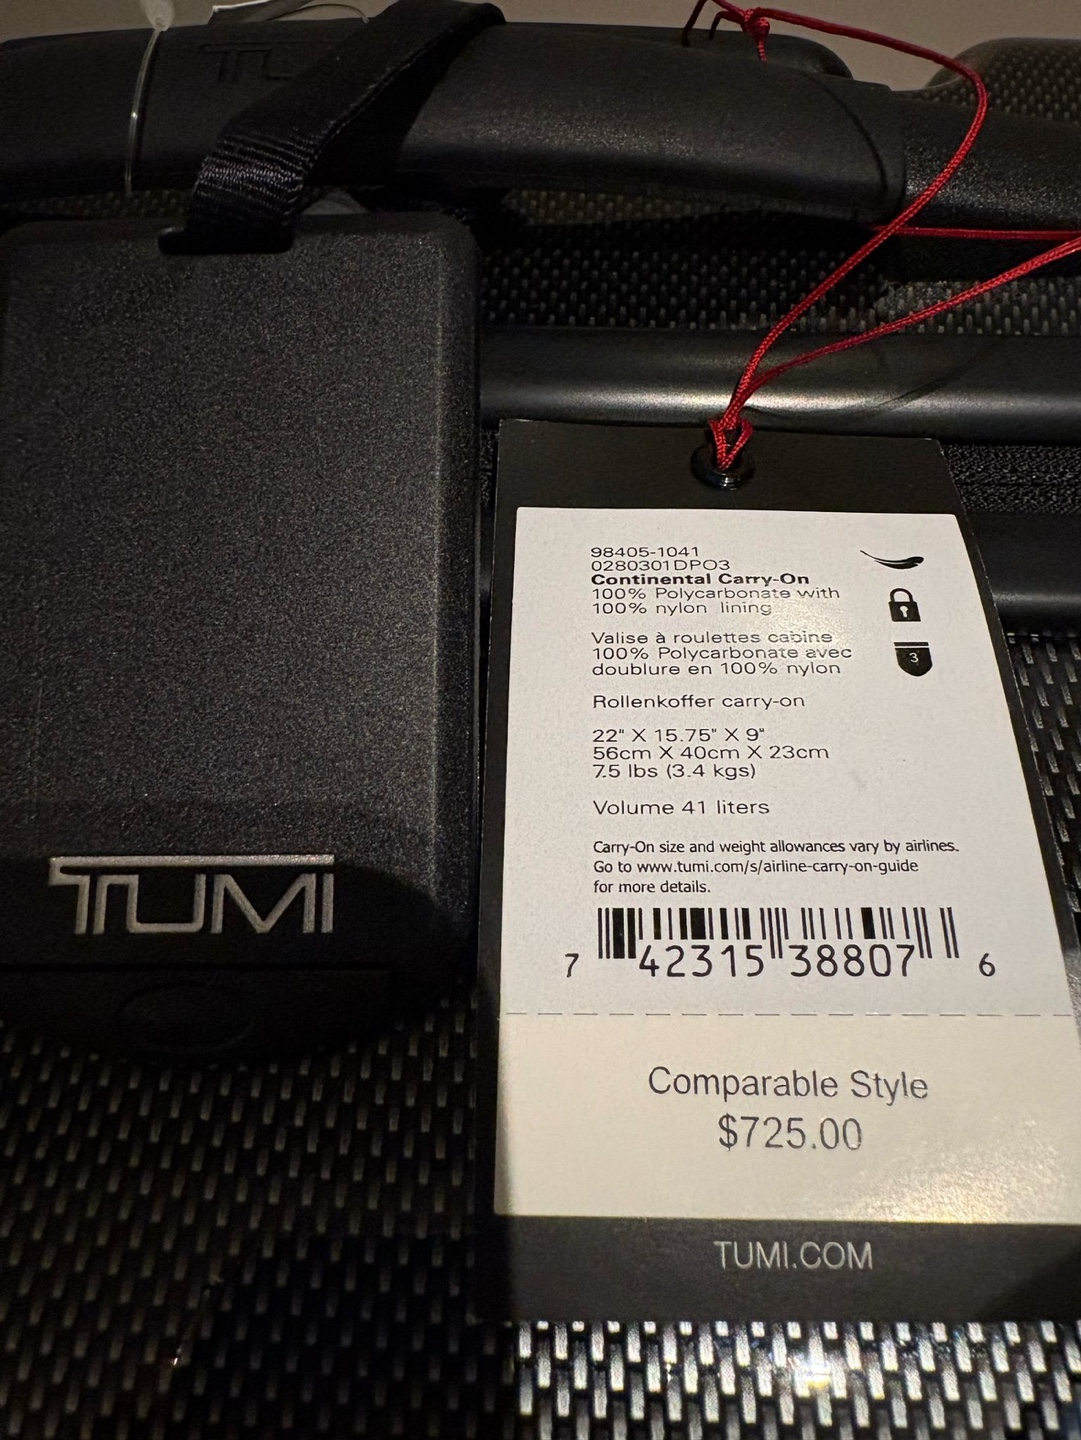 TUMI
98405-1041
0280301DPO3
Continental Carry-On
100% Polycarbonate with
100% nylon lining
Valise à roulettes cabine
100% Polycarbonate avec
doublure en 100% nylon
3
Rollenkoffer carry-on
22" X 15.75" X 9"
56cm X 40cm X 23cm
7.5 lbs (3.4 kgs)
Volume 41 liters
Carry-On size and weight allowances vary by airlines.
Go to www.tumi.com/s/airline-carry-on-guide
for more details.
7 42315 38807 6
Comparable Style
$725.00
TUMI.COM